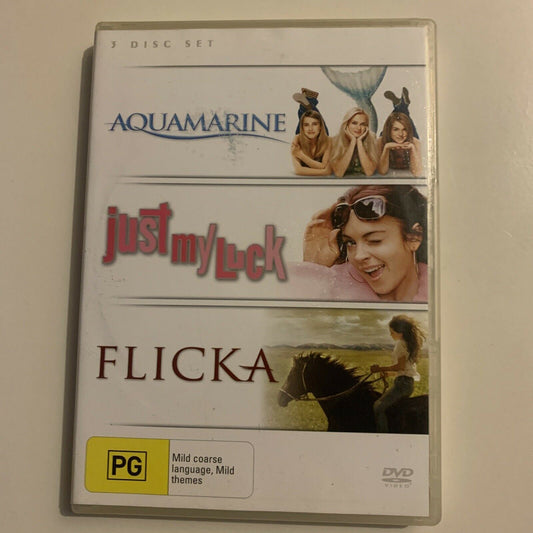 3 DISC SET
AQUAMARINE
just my Luck
FLICKA
PG
Mild coarse
language, Mild
themes
DVD
VIDEO